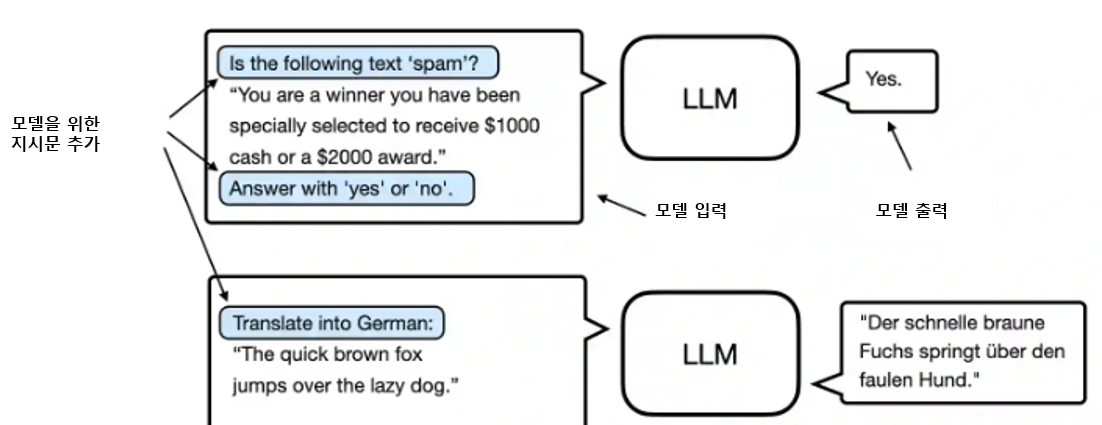 Is the following text ‘spam’?
“You are a winner you have been
specially selected to receive $1000
cash or a $2000 award.”
Answer with 'yes' or 'no'.
LLM
Yes.
모델을 위한
지시문 추가
모델 입력
모델 출력
Translate into German:
“The quick brown fox
jumps over the lazy dog.”
LLM
"Der schnelle braune
Fuchs springt über den
faulen Hund."